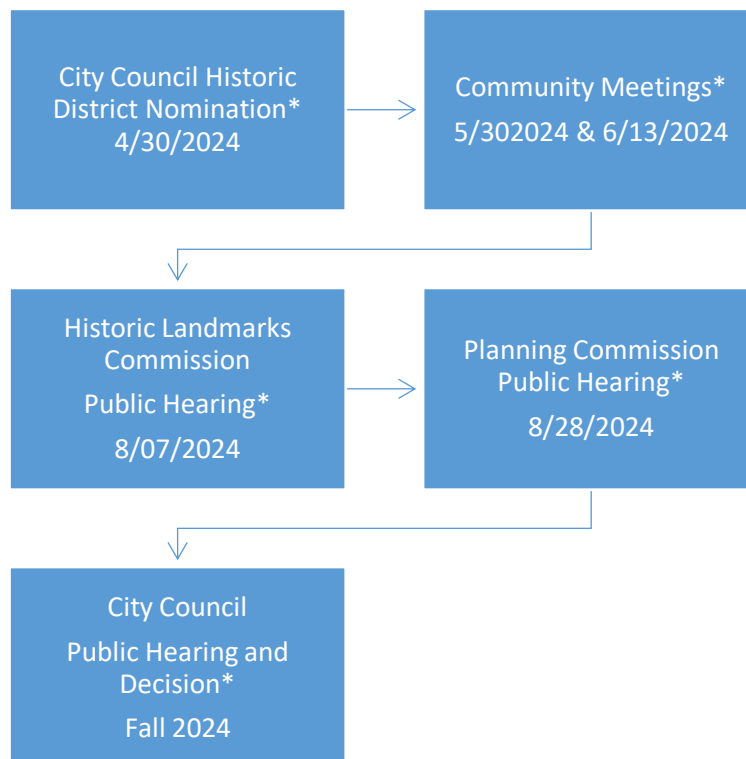 City Council Historic
District Nomination*
4/30/2024
Community Meetings*
5/302024 & 6/13/2024
Historic Landmarks
Commission
Public Hearing*
8/07/2024
Planning Commission
Public Hearing*
8/28/2024
City Council
Public Hearing and
Decision*
Fall 2024